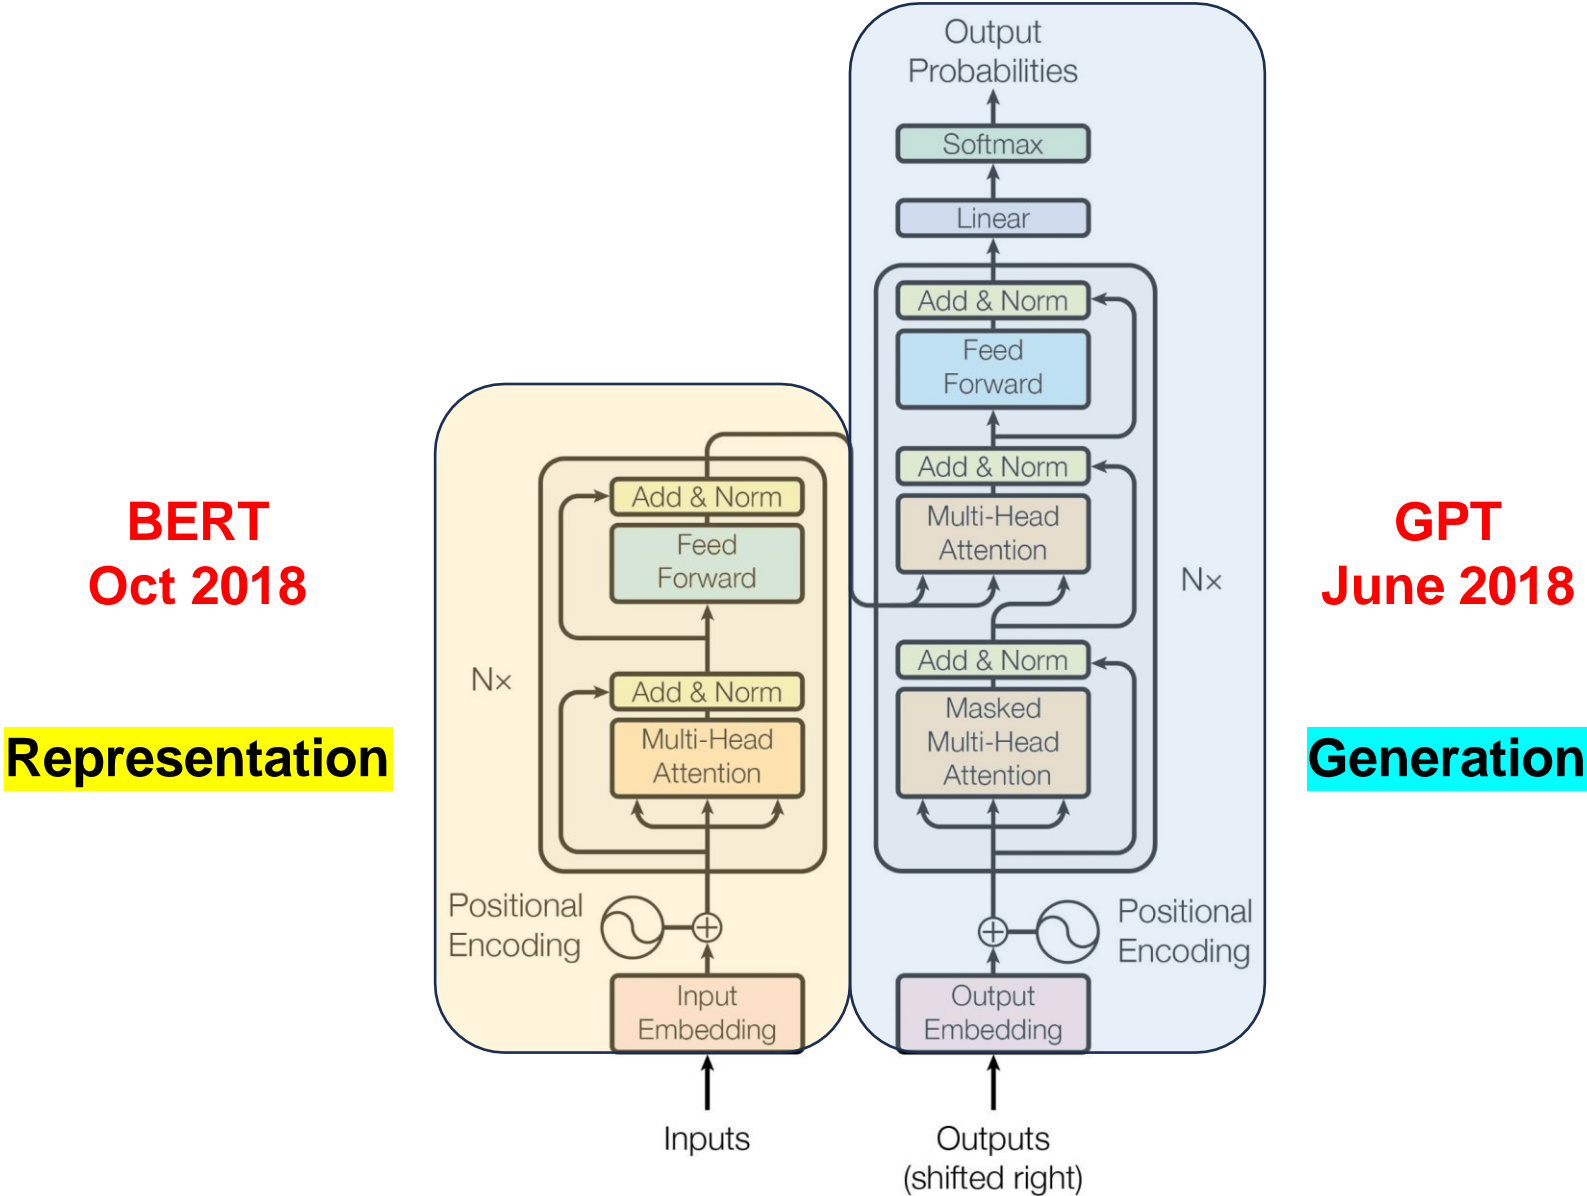 BERT
Oct 2018
Representation
Add & Norm
Feed
Forward
Nx
Add & Norm
Multi-Head
Attention
Positional
Encoding
Input
Embedding
Inputs
Output
Probabilities
Softmax
Linear
Add & Norm
Feed
Forward
Add & Norm
Multi-Head
Attention
Nx
Add & Norm
Masked
Multi-Head
Attention
Positional
Encoding
Output
Embedding
Outputs
(shifted right)
GPT
June 2018
Generation